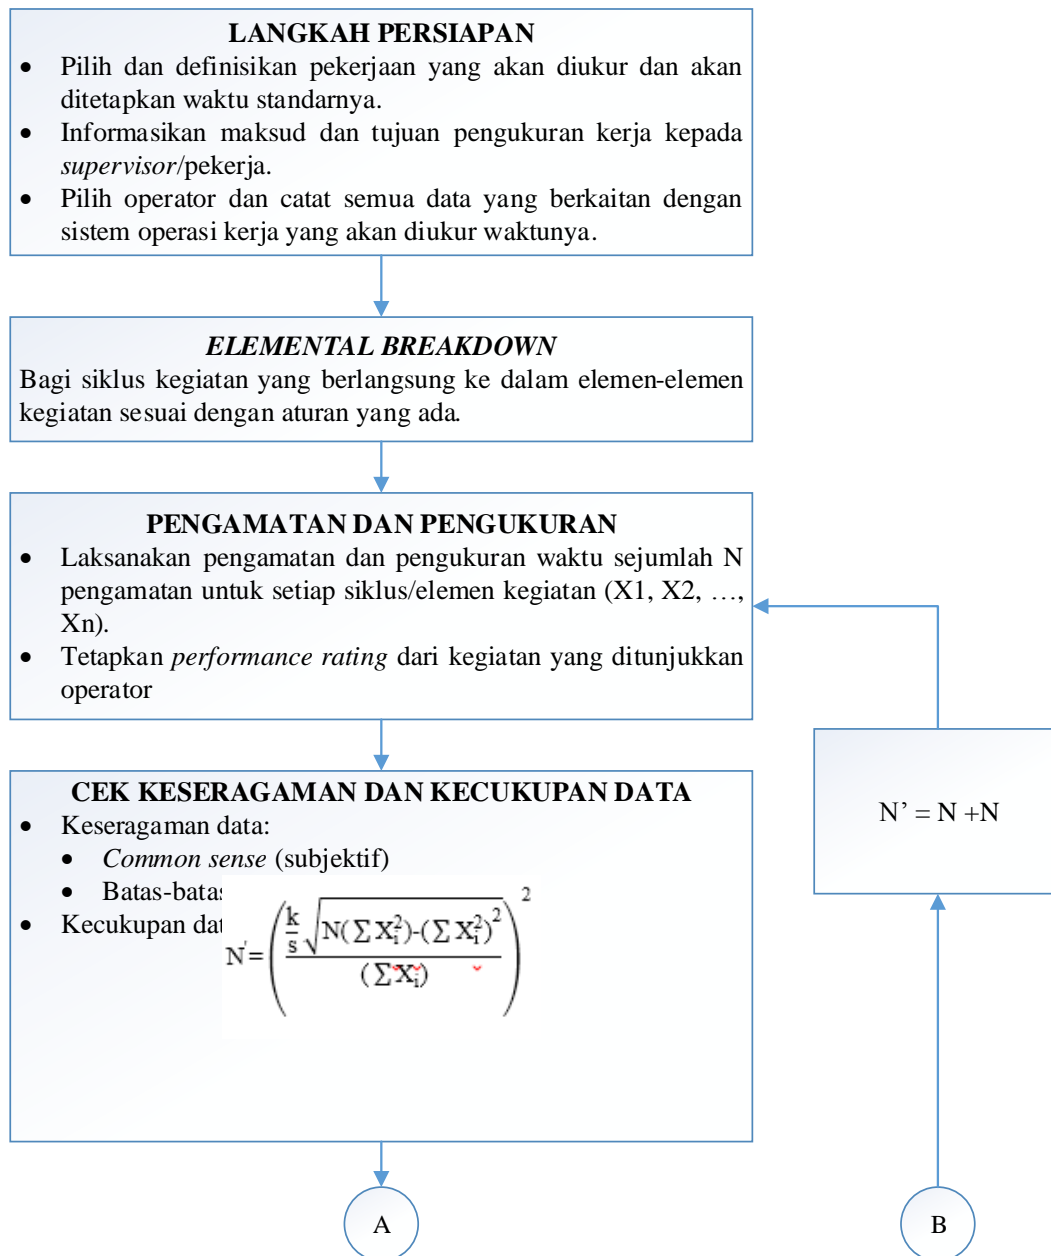 LANGKAH PERSIAPAN
• Pilih dan definisikan pekerjaan yang akan diukur dan akan
ditetapkan waktu standarnya.
• Informasikan maksud dan tujuan pengukuran kerja kepada
supervisor/pekerja.
• Pilih operator dan catat semua data yang berkaitan dengan
sistem operasi kerja yang akan diukur waktunya.
ELEMENTAL BREAKDOWN
Bagi siklus kegiatan yang berlangsung ke dalam elemen-elemen
kegiatan sesuai dengan aturan yang ada.
PENGAMATAN DAN PENGUKURAN
• Laksanakan pengamatan dan pengukuran waktu sejumlah N
pengamatan untuk setiap siklus/elemen kegiatan (X1, X2, …,
Xn).
• Tetapkan performance rating dari kegiatan yang ditunjukkan
operator
N’ = N +N
CEK KESERAGAMAN DAN KECUKUPAN DATA
• Keseragaman data:
• Common sense (subjektif)
• Batas-batas
• Kecukupan dat
N'=(k/s √(N(∑ X_i^2)-(∑ X_i^2)^2) / (∑X_i))^2
A
B